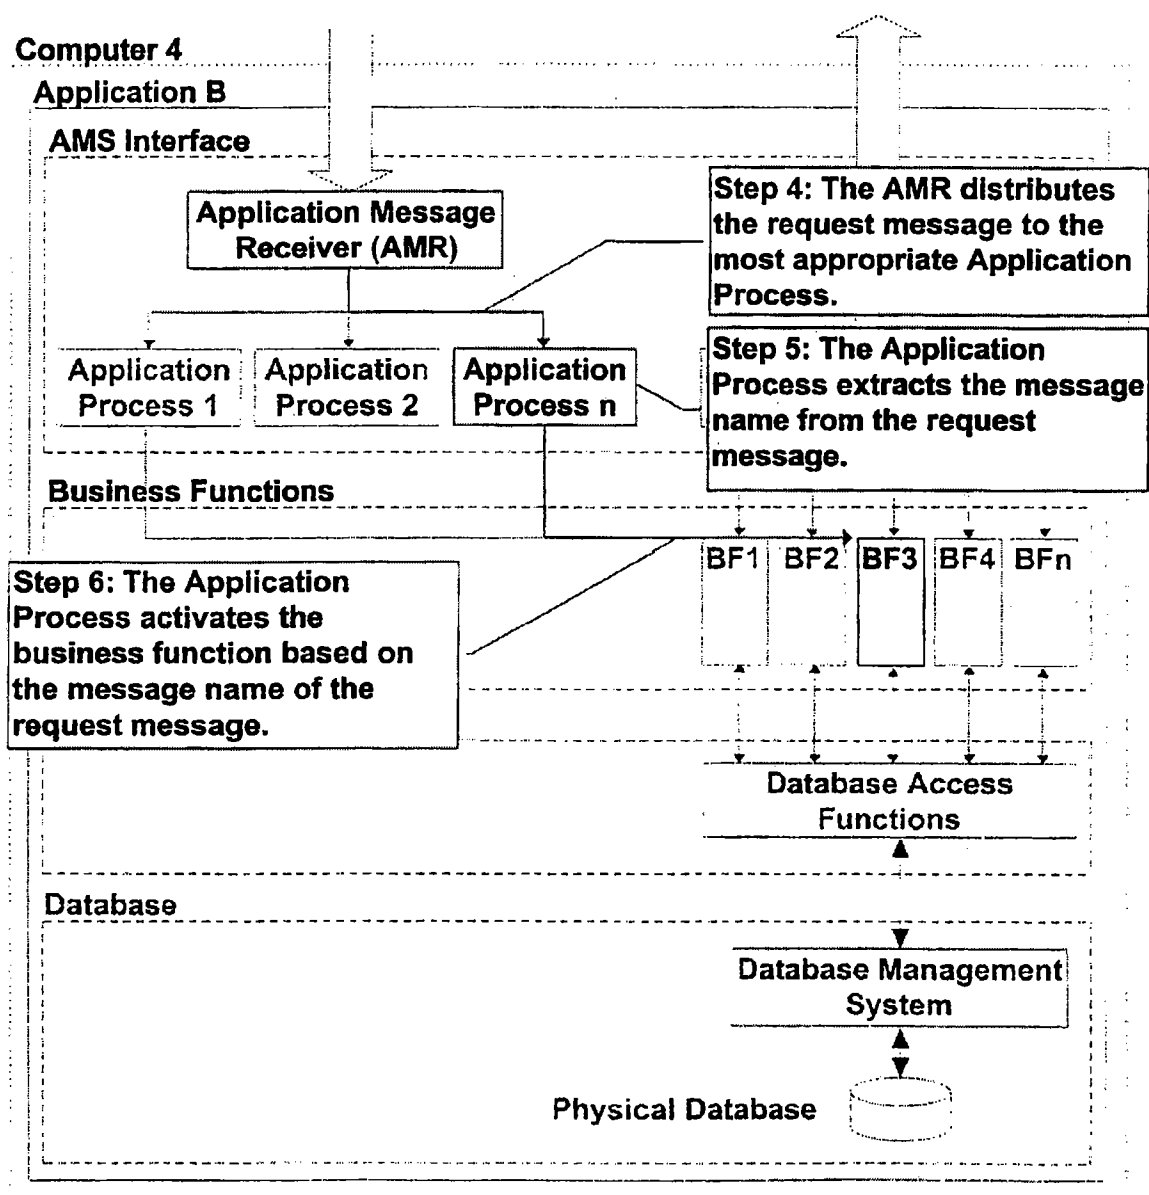 Computer 4
Application B
AMS Interface
Application Message
Receiver (AMR)
Step 4: The AMR distributes
the request message to the
most appropriate Application
Process.
Application
Process 1
Application
Process 2
Application
Process n
Step 5: The Application
Process extracts the message
name from the request
message.
Business Functions
BF1
BF2
BF3
BF4
BFn
Step 6: The Application
Process activates the
business function based on
the message name of the
request message.
Database Access
Functions
Database
Database Management
System
Physical Database